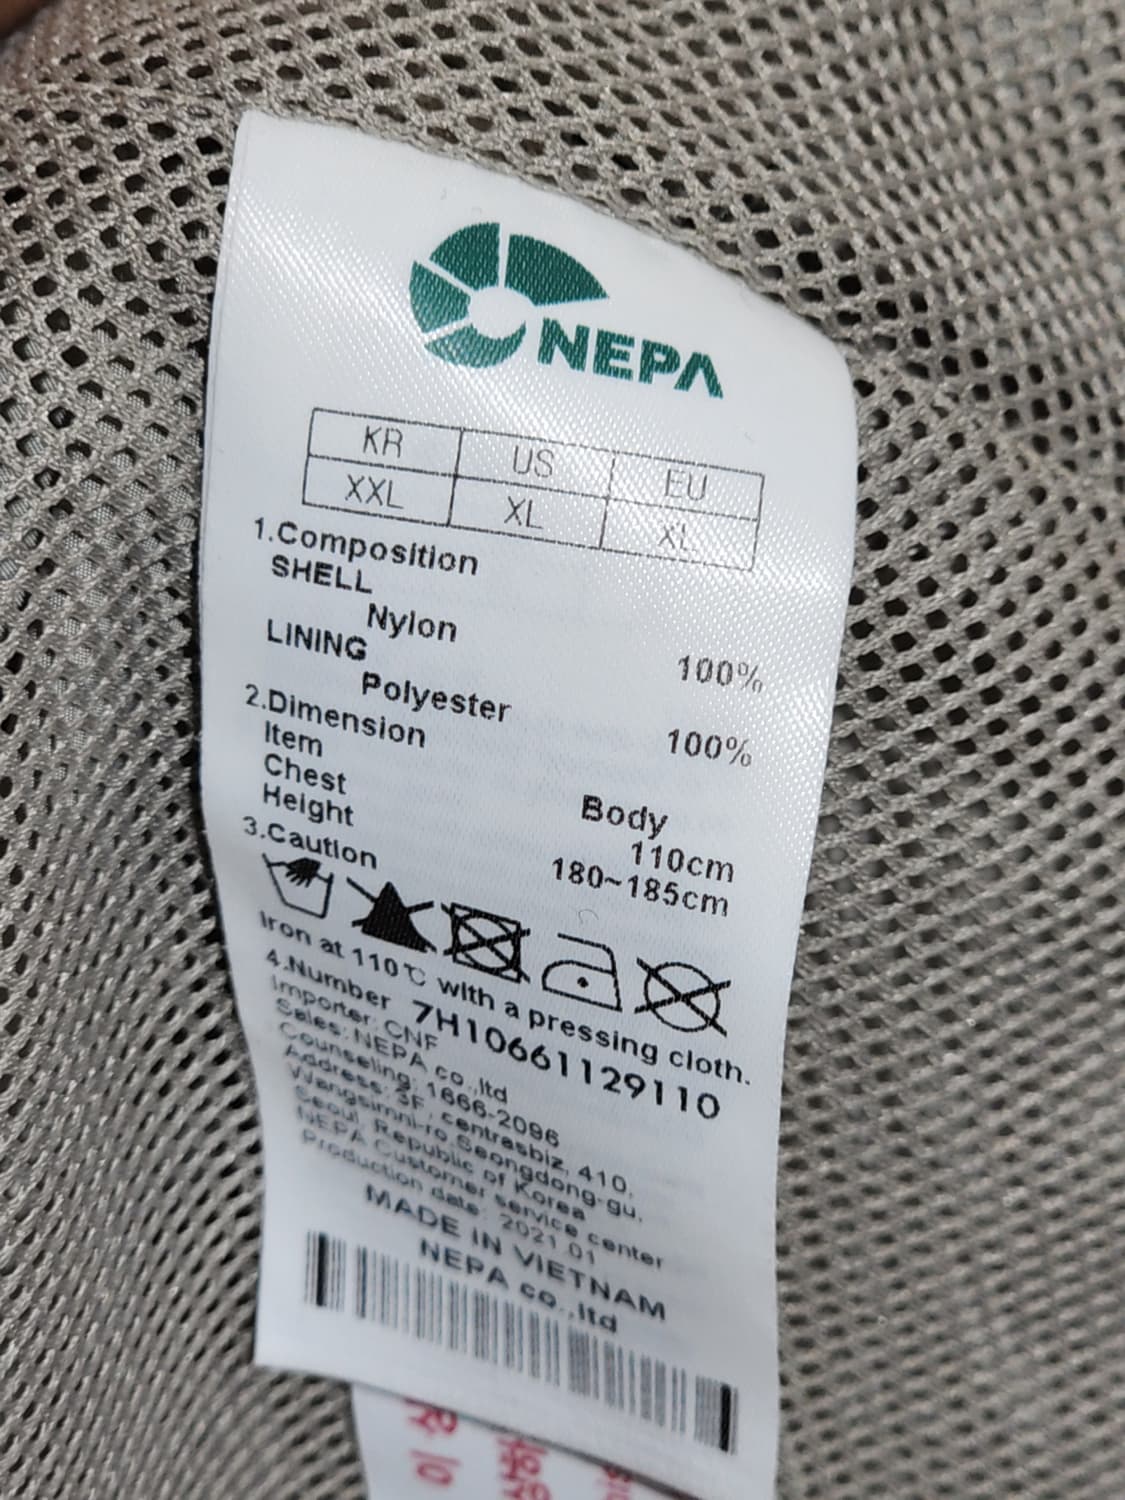 NEPA
KR US EU
XXL XL XL
1.Composition
SHELL
Nylon 100%
LINING
Polyester 100%
2.Dimension
Item Body
Chest 110cm
Height 180~185cm
3.Caution
Iron at 110℃ with a pressing cloth.
4.Number 7H10661129110
Importer: CNF
Sales: NEPA co.,ltd
Counseling: 1666-2096
Address: 3F, centrasbiz, 410,
Wangsimni-ro,Seongdong-gu,
Seoul, Republic of Korea
NEPA Customer service center
Production date: 2021.01
MADE IN VIETNAM
NEPA co.,ltd